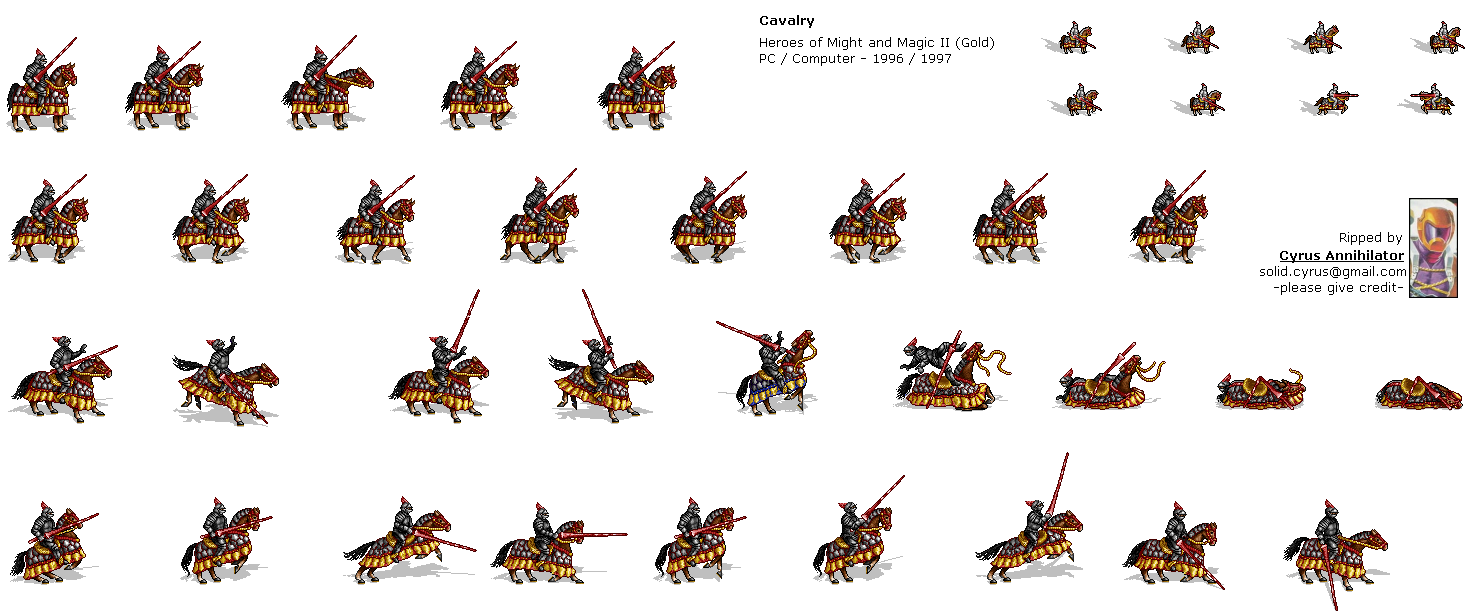 Cavalry
Heroes of Might and Magic II (Gold)
PC / Computer - 1996 / 1997
Ripped by
Cyrus Annihilator
solid.cyrus@gmail.com
-please give credit-